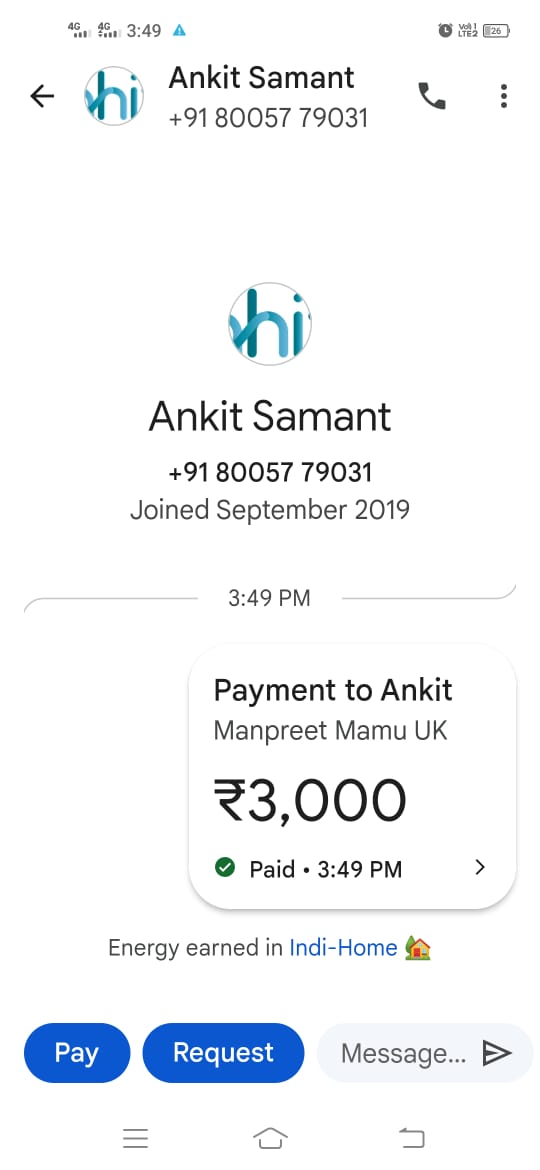 4G 4G 3:49 Vo) 1 LTE2 26
Ankit Samant
+91 80057 79031
hi
hi
Ankit Samant
+91 80057 79031
Joined September 2019
3:49 PM
Payment to Ankit
Manpreet Mamu UK
₹3,000
Paid • 3:49 PM
Energy earned in Indi-Home
Pay Request Message...